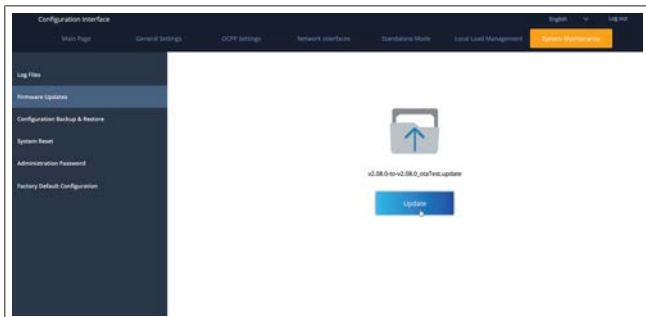 Configuration Interface
English
Log out
Main Page
General Settings
OCPP Settings
Network Interfaces
Standalone Mode
Local Load Management
System Maintenance
Log Files
Firmware Updates
Configuration Backup & Restore
System Reset
Administration Password
Factory Default Configuration
v2.08.0-to-v2.08.0_otaTest.update
Update